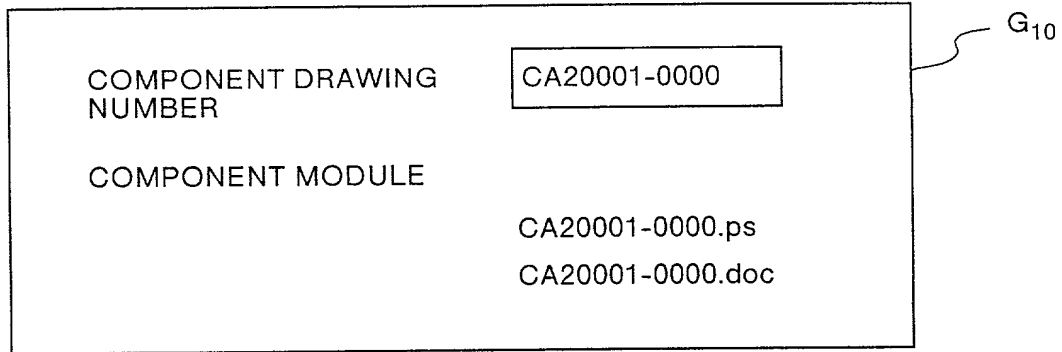 G10
COMPONENT DRAWING
NUMBER
CA20001-0000
COMPONENT MODULE
CA20001-0000.ps
CA20001-0000.doc